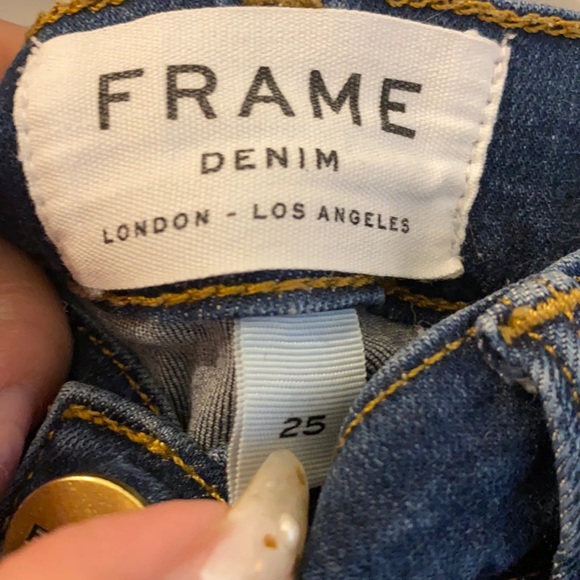 FRAME
DENIM
LONDON - LOS ANGELES
25